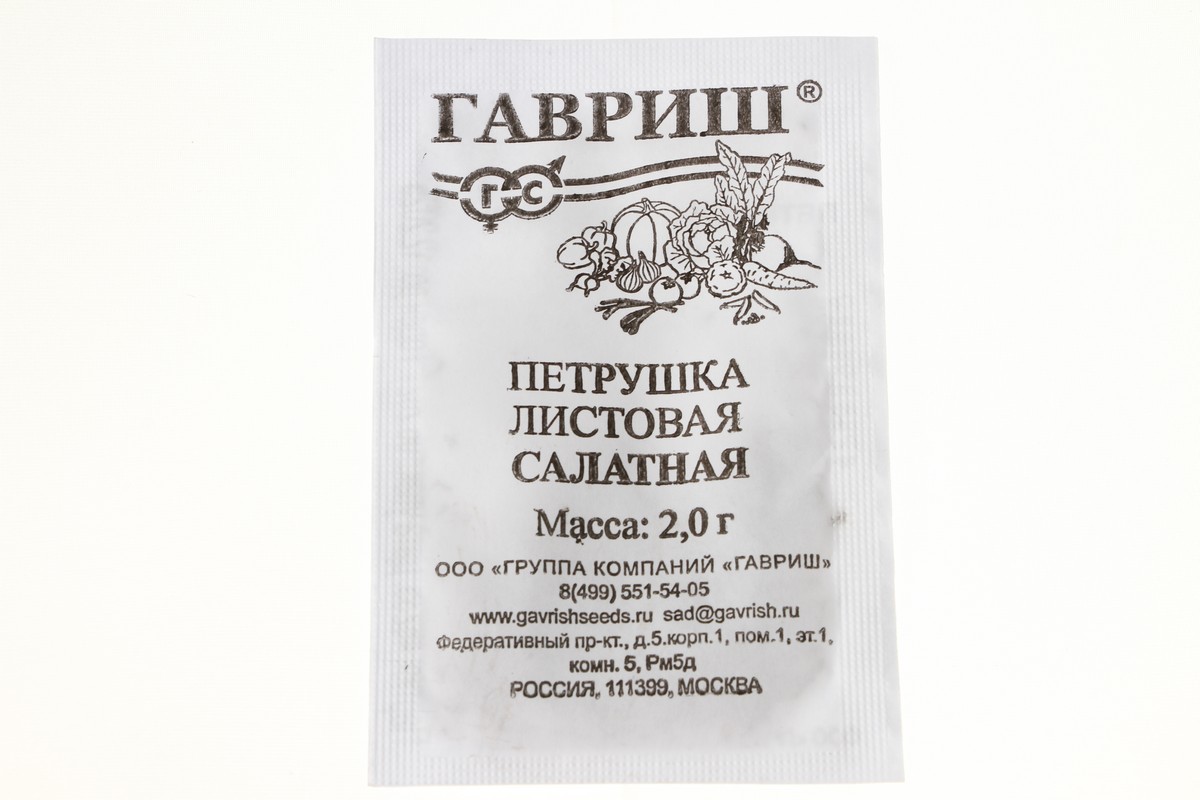 ГАВРИШ®
ГС
ПЕТРУШКА
ЛИСТОВАЯ
САЛАТНАЯ
Масса: 2,0 г
ООО «ГРУППА КОМПАНИЙ «ГАВРИШ»
8(499) 551-54-05
www.gavrishseeds.ru sad@gavrish.ru
Федеративный пр-кт., д.5.корп.1, пом.1, эт.1,
комн. 5, Рм5д
РОССИЯ, 111399, МОСКВА